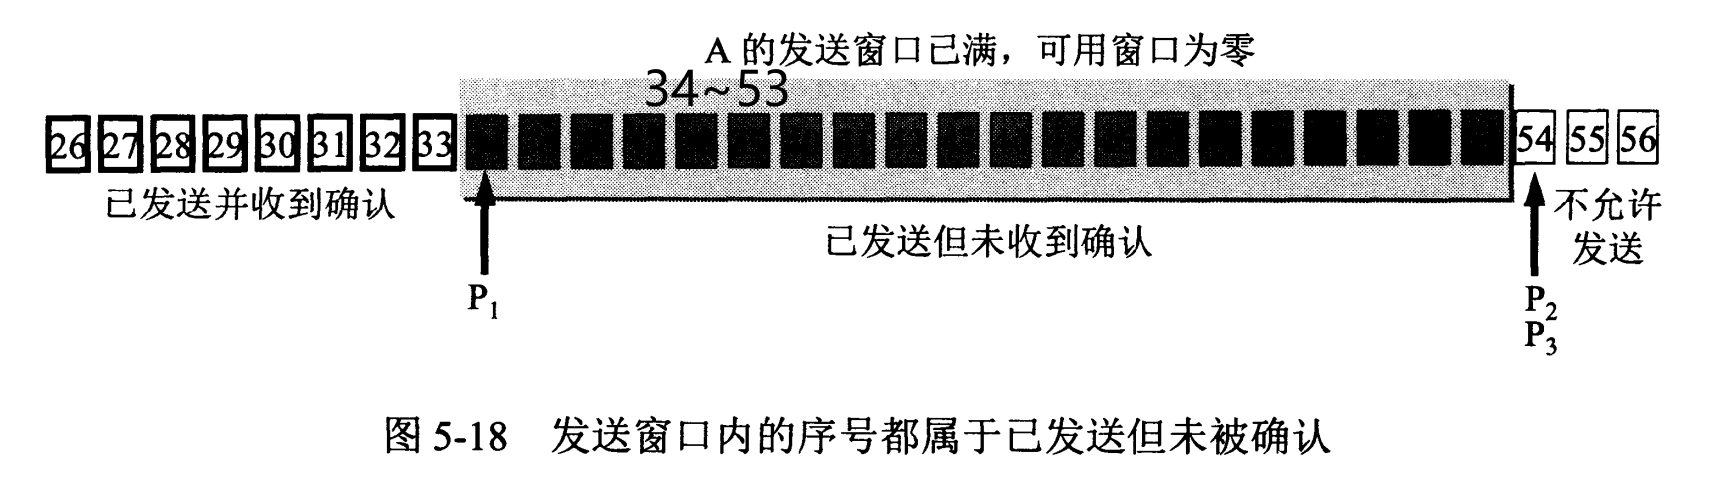 A 的发送窗口已满，可用窗口为零
34~53
26 27 28 29 30 31 32 33 54 55 56
已发送并收到确认
已发送但未收到确认
不允许
发送
P1
P2
P3
图 5-18 发送窗口内的序号都属于已发送但未被确认